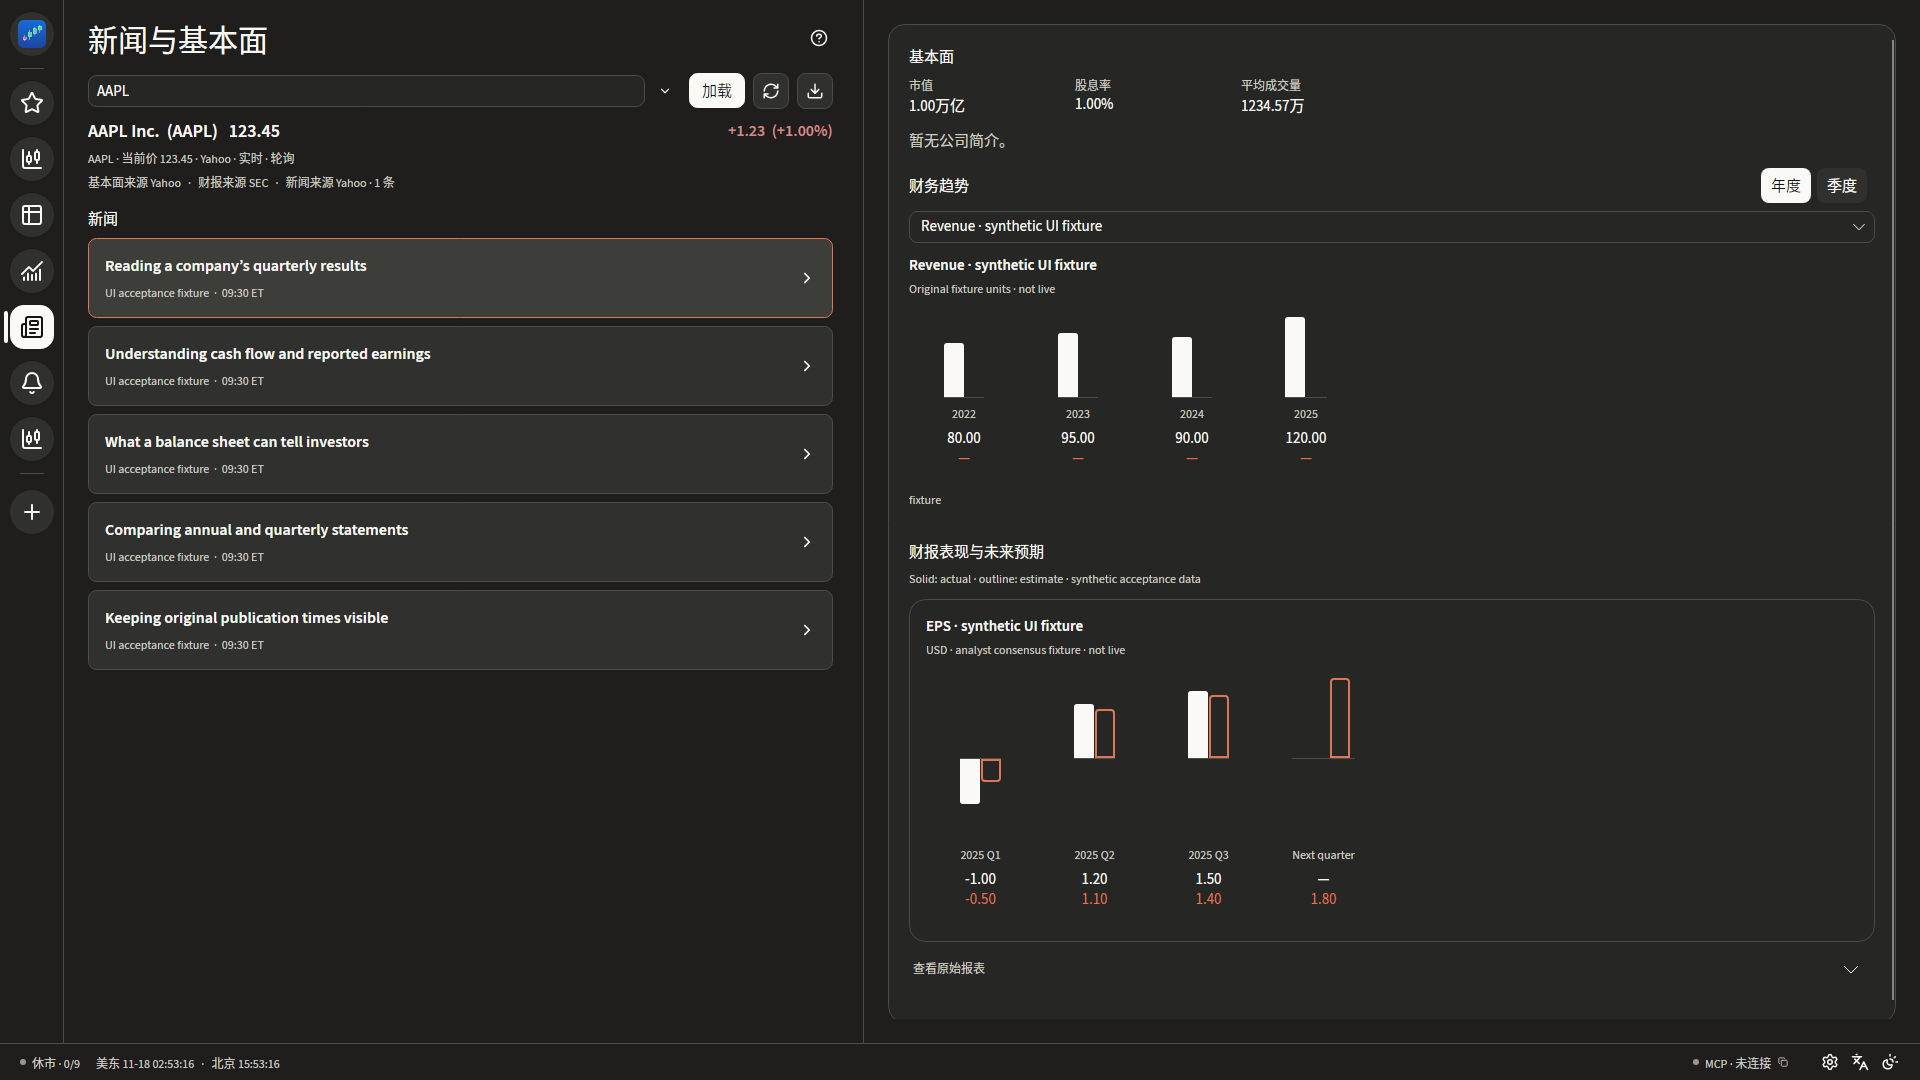 新闻与基本面
AAPL
加载
AAPL Inc. (AAPL) 123.45
+1.23 (+1.00%)
AAPL · 当前价 123.45 · Yahoo · 实时 · 轮询
基本面来源 Yahoo · 财报来源 SEC · 新闻来源 Yahoo · 1 条
新闻
Reading a company’s quarterly results
UI acceptance fixture · 09:30 ET
Understanding cash flow and reported earnings
UI acceptance fixture · 09:30 ET
What a balance sheet can tell investors
UI acceptance fixture · 09:30 ET
Comparing annual and quarterly statements
UI acceptance fixture · 09:30 ET
Keeping original publication times visible
UI acceptance fixture · 09:30 ET
基本面
市值 股息率 平均成交量
1.00万亿 1.00% 1234.57万
暂无公司简介。
财务趋势
年度 季度
Revenue · synthetic UI fixture
Revenue · synthetic UI fixture
Original fixture units · not live
2022 2023 2024 2025
80.00 95.00 90.00 120.00
— — — —
fixture
财报表现与未来预期
Solid: actual · outline: estimate · synthetic acceptance data
EPS · synthetic UI fixture
USD · analyst consensus fixture · not live
2025 Q1 2025 Q2 2025 Q3 Next quarter
-1.00 1.20 1.50 —
-0.50 1.10 1.40 1.80
查看原始报表
休市 · 0/9 美东 11-18 02:53:16 · 北京 15:53:16
MCP · 未连接